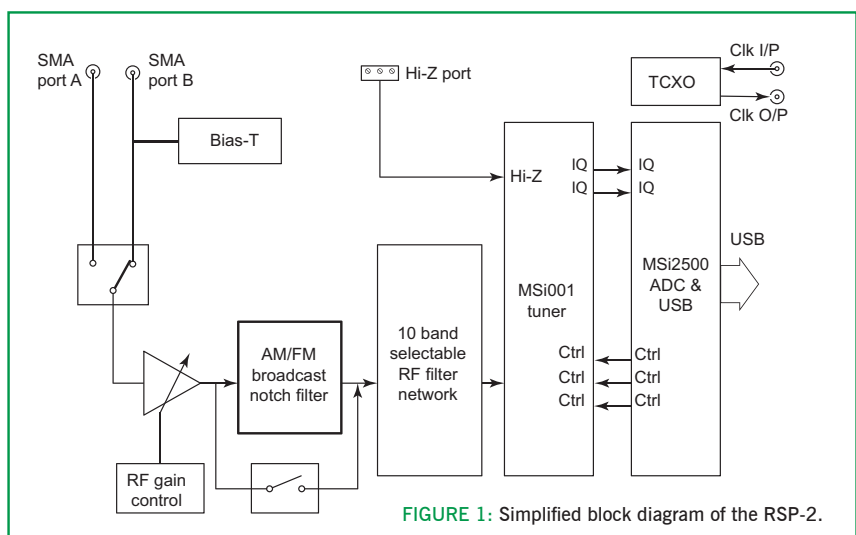 SMA
port A
SMA
port B
Bias-T
Hi-Z port
TCXO
Clk I/P
Clk O/P
Hi-Z
IQ
IQ
IQ
IQ
USB
MSi001
tuner
MSi2500
ADC &
USB
Ctrl
Ctrl
Ctrl
Ctrl
Ctrl
Ctrl
AM/FM
broadcast
notch filter
10 band
selectable
RF filter
network
RF gain
control
FIGURE 1: Simplified block diagram of the RSP-2.